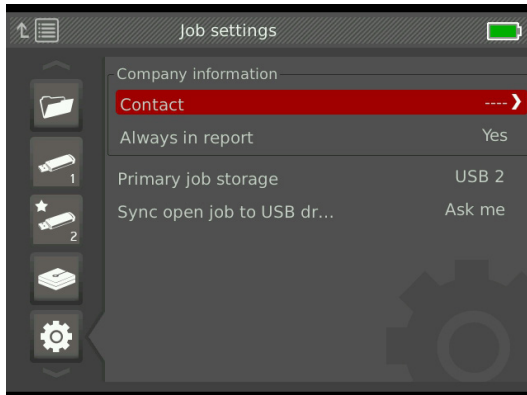 Job settings
Company information
Contact ----
Always in report Yes
1
Primary job storage USB 2
Sync open job to USB dr... Ask me
2